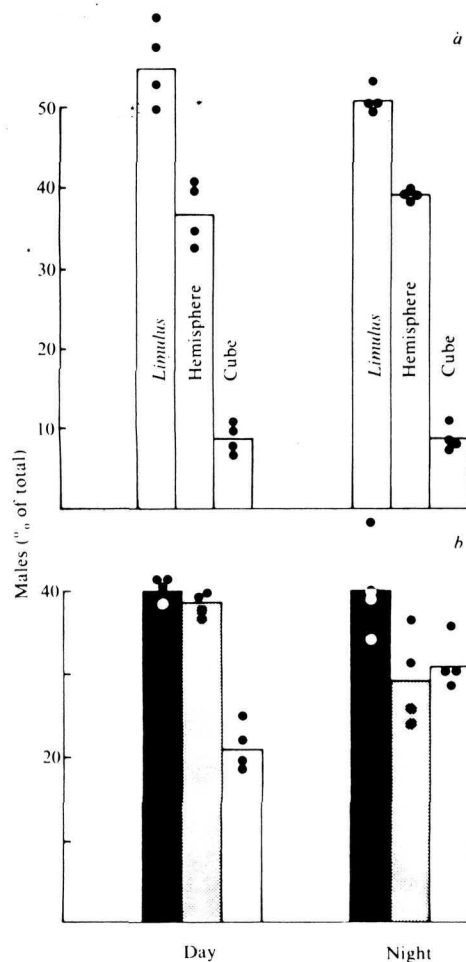 a
50
40
30
20
10
Limulus
Hemisphere
Cube
Limulus
Hemisphere
Cube
Males (% of total)
b
40
20
Day
Night